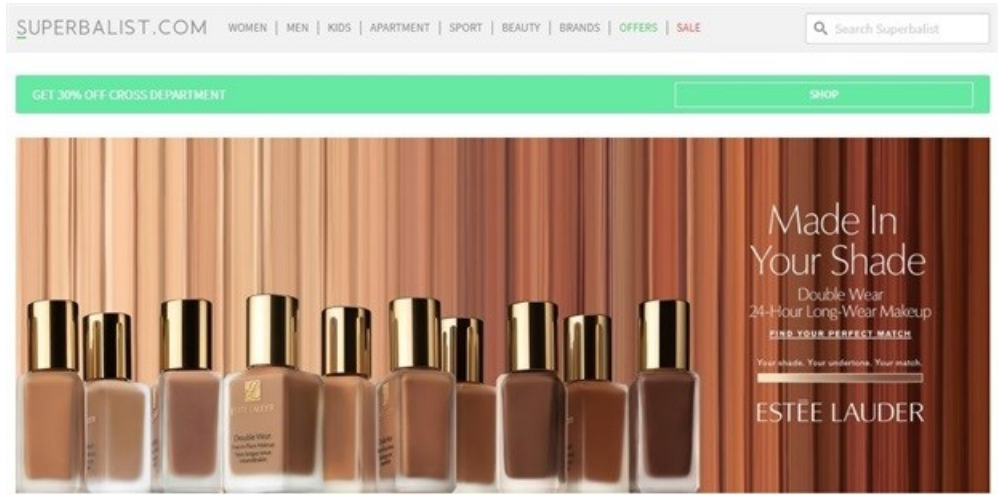 SUPERBALIST.COM
WOMEN | MEN | KIDS | APARTMENT | SPORT | BEAUTY | BRANDS | OFFERS | SALE
Search Superbalist
GET 30% OFF CROSS DEPARTMENT
SHOP
Made In
Your Shade
Double Wear
24-Hour Long-Wear Makeup
FIND YOUR PERFECT MATCH
Your shade. Your undertone. Your match.
ESTĒE LAUDER
ESTĒE LAUDER
Double Wear